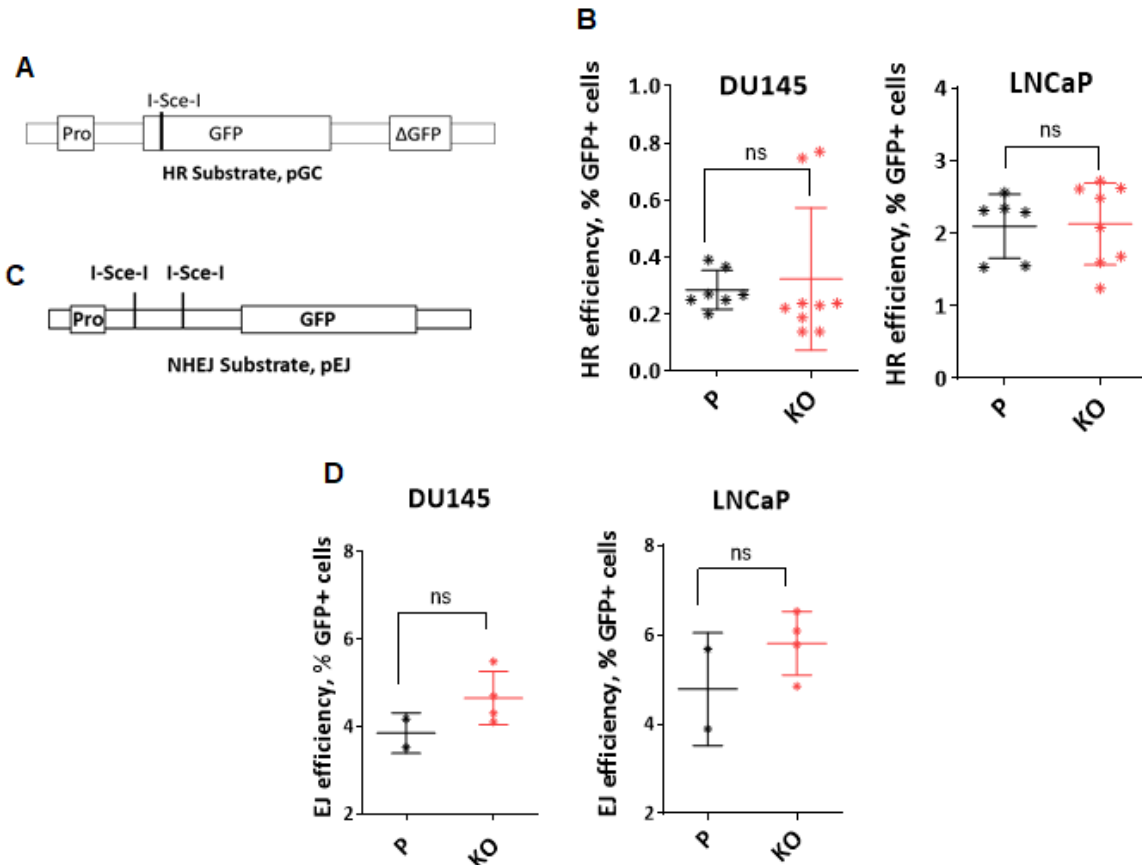 A
I-Sce-I
Pro GFP ΔGFP
HR Substrate, pGC
B
DU145
HR efficiency, % GFP+ cells
1.0
0.8
0.6
0.4
0.2
0.0
ns
P KO
LNCaP
HR efficiency, % GFP+ cells
4
3
2
1
0
ns
P KO
C
I-Sce-I I-Sce-I
Pro GFP
NHEJ Substrate, pEJ
D
DU145
EJ efficiency, % GFP+ cells
8
6
4
2
ns
P KO
LNCaP
EJ efficiency, % GFP+ cells
8
6
4
2
ns
P KO